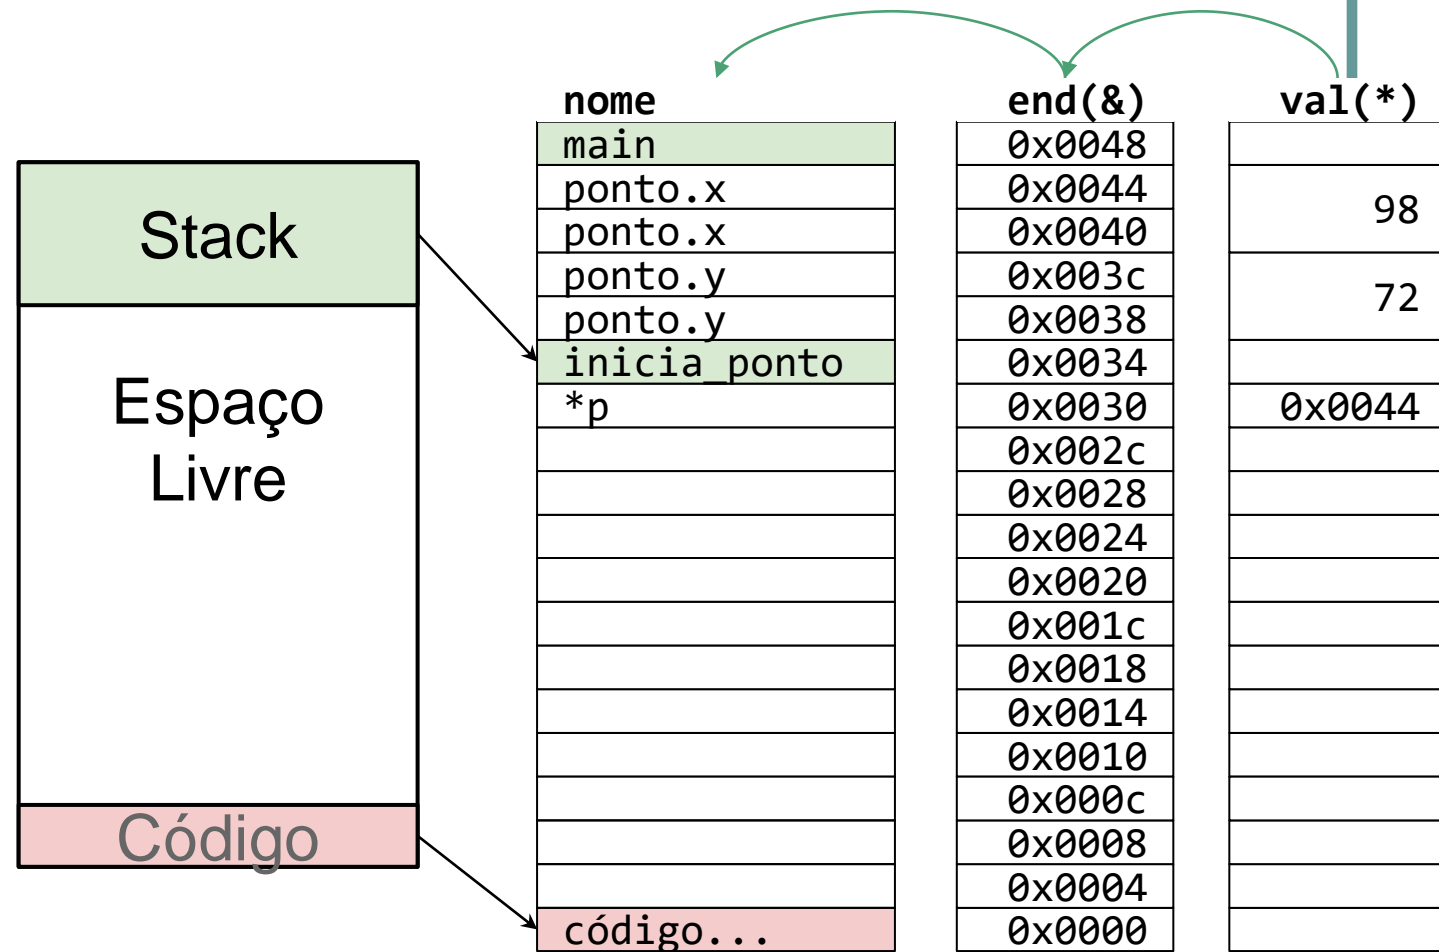 nome end(&) val(*)
main 0x0048
ponto.x 0x0044
98
ponto.x 0x0040
ponto.y 0x003c
72
ponto.y 0x0038
inicia_ponto 0x0034
*p 0x0030 0x0044
0x002c
0x0028
0x0024
0x0020
0x001c
0x0018
0x0014
0x0010
0x000c
0x0008
0x0004
código... 0x0000
Stack
Espaço
Livre
Código